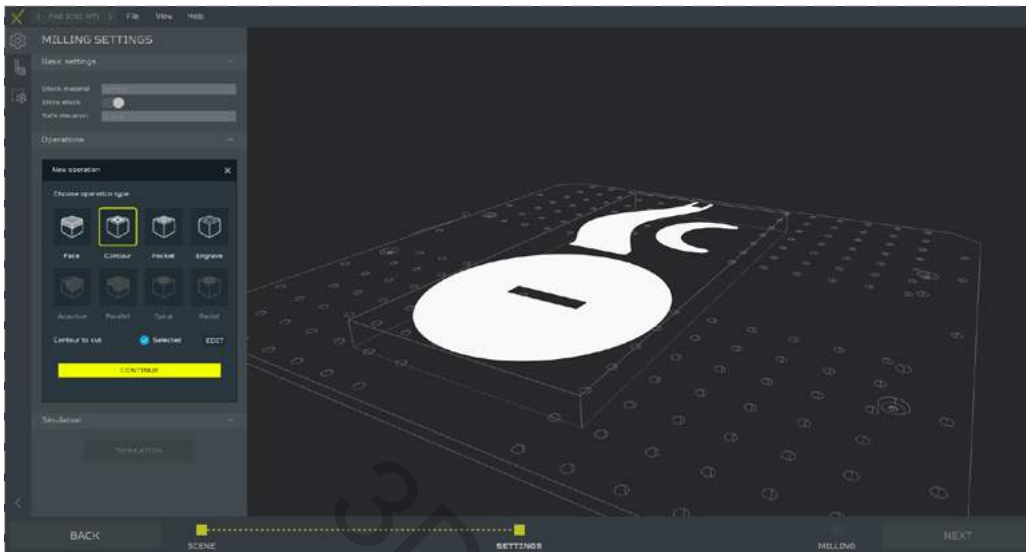 File View Help
MILLING SETTINGS
Basic settings
Stock material
Show stock
Safe elevation
Operations
New operation
Choose operation type
Face Contour Pocket Engrave
Adaptive Parallel Spiral Radial
Contour to cut Selected EDIT
CONTINUE
Simulation
SIMULATION
BACK SCENE SETTINGS MILLING NEXT